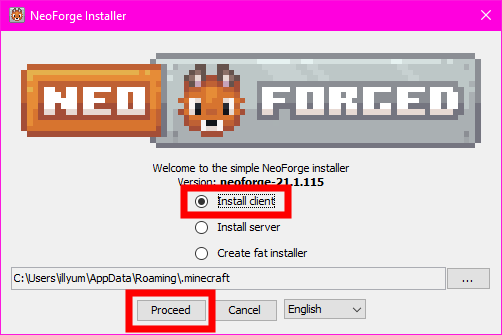 NeoForge Installer
NEO FORGED
Welcome to the simple NeoForge installer
Version: neoforge-21.1.115
Install client
Install server
Create fat installer
C:\Users\illyum\AppData\Roaming\.minecraft
...
Proceed Cancel English